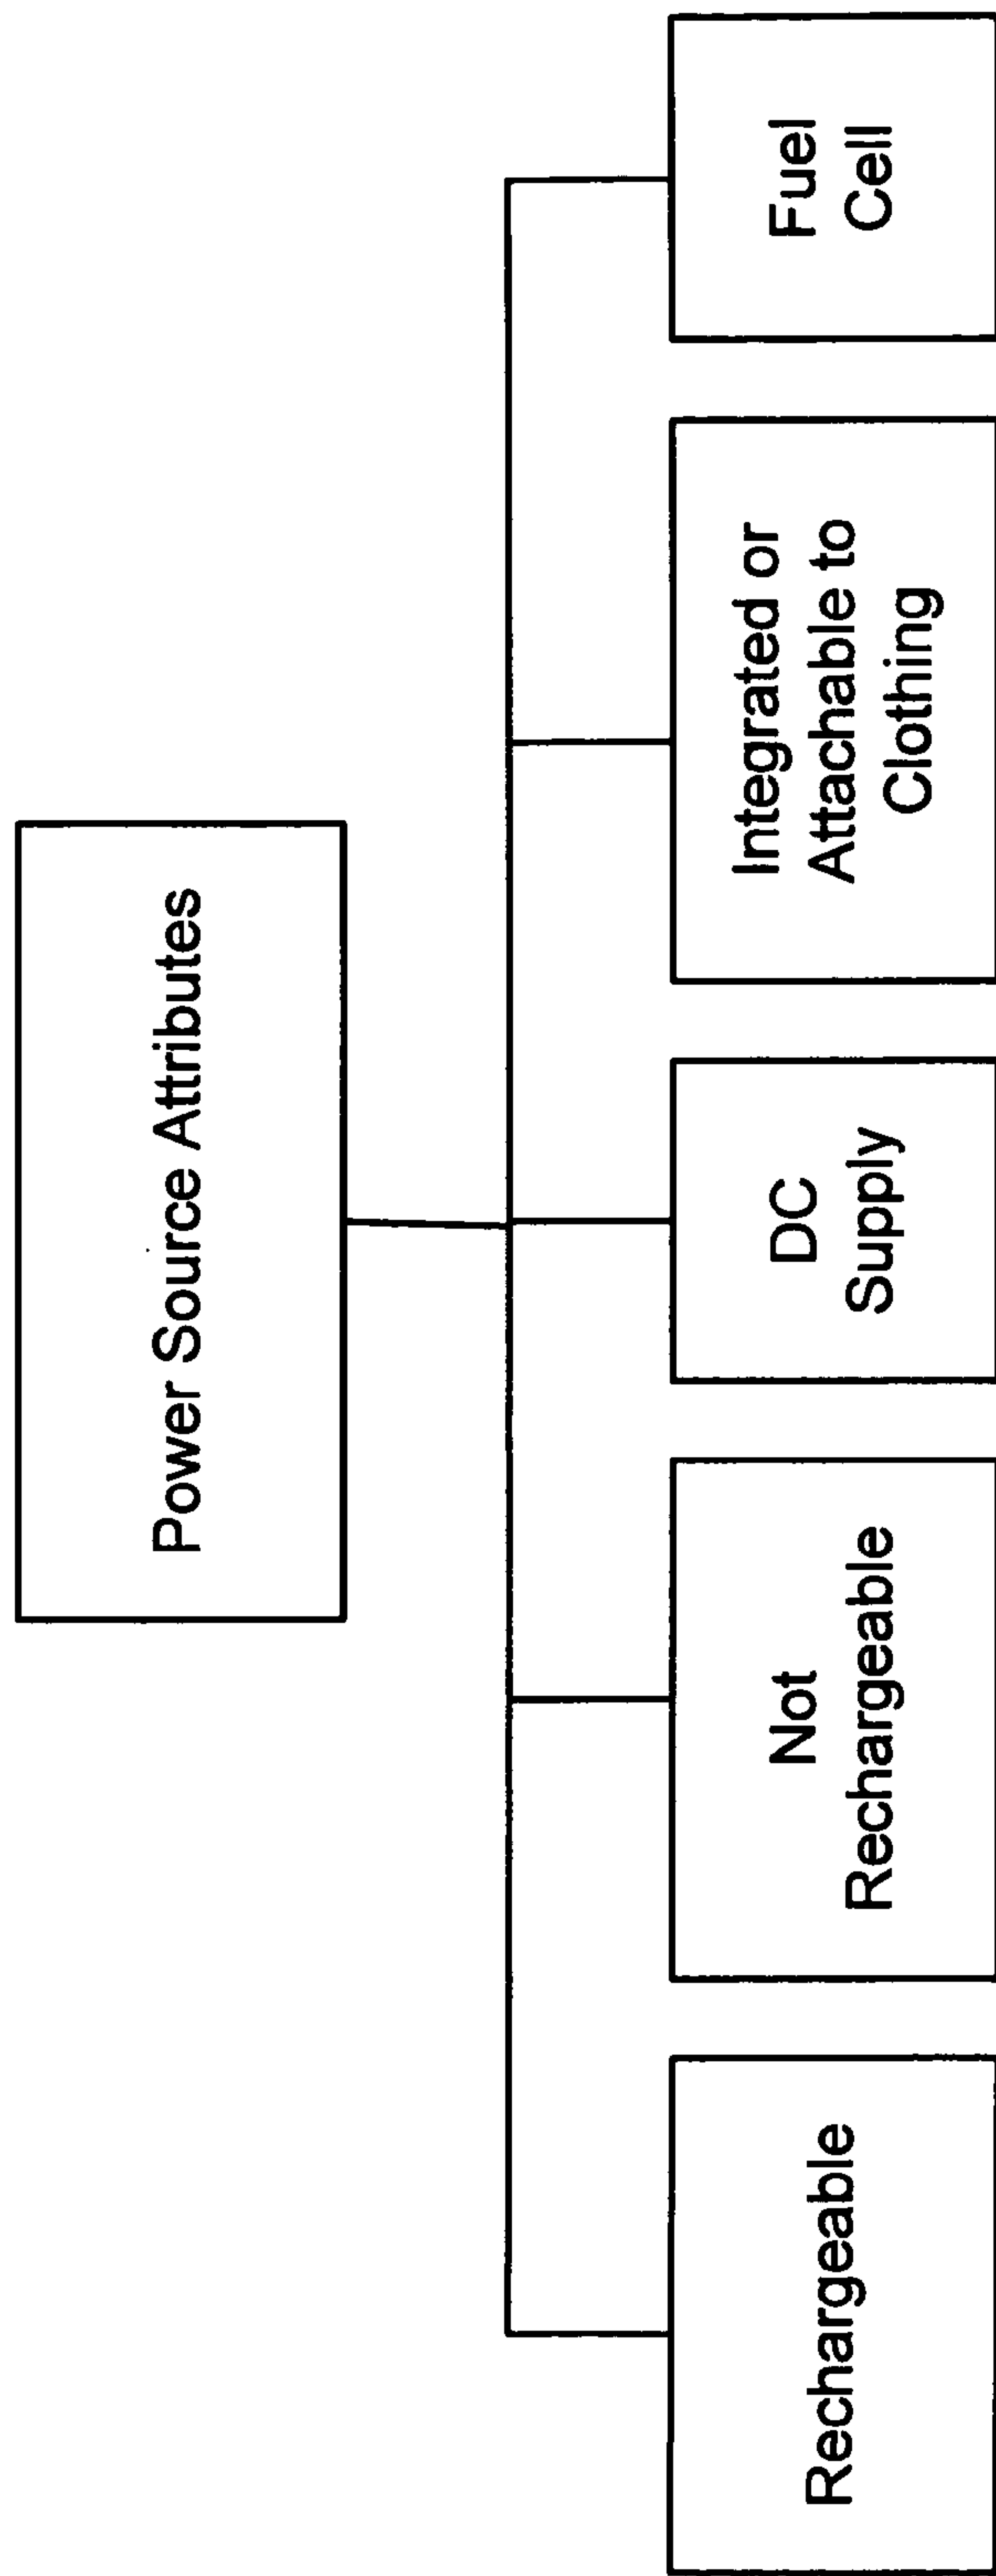 Power Source Attributes
Rechargeable
Not
Rechargeable
DC
Supply
Integrated or
Attachable to
Clothing
Fuel
Cell